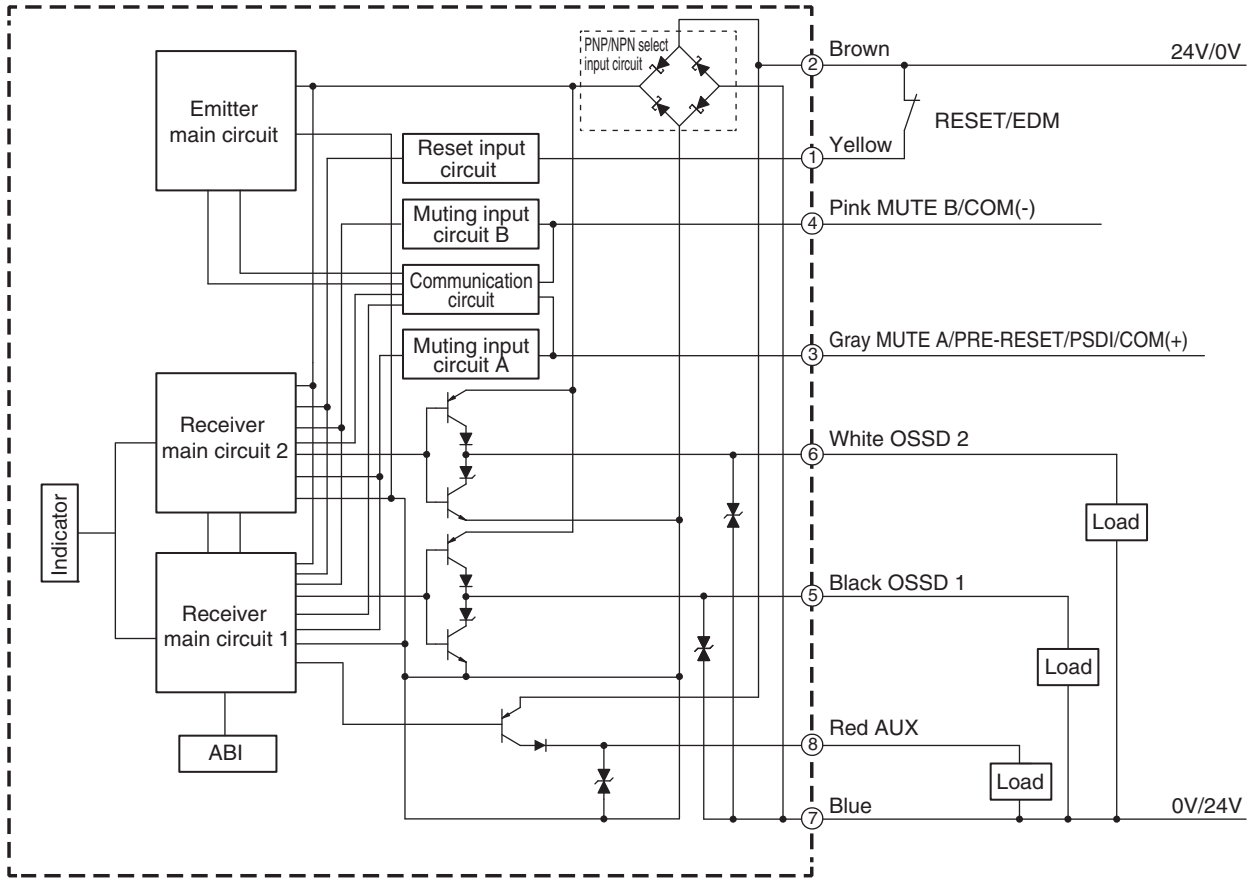 PNP/NPN select
input circuit
2
Brown
24V/0V
Emitter
main circuit
RESET/EDM
Reset input
circuit
1
Yellow
Muting input
circuit B
4
Pink MUTE B/COM(-)
Communication
circuit
Muting input
circuit A
3
Gray MUTE A/PRE-RESET/PSDI/COM(+)
Receiver
main circuit 2
6
White OSSD 2
Indicator
Load
Receiver
main circuit 1
5
Black OSSD 1
Load
ABI
8
Red AUX
Load
7
Blue
0V/24V